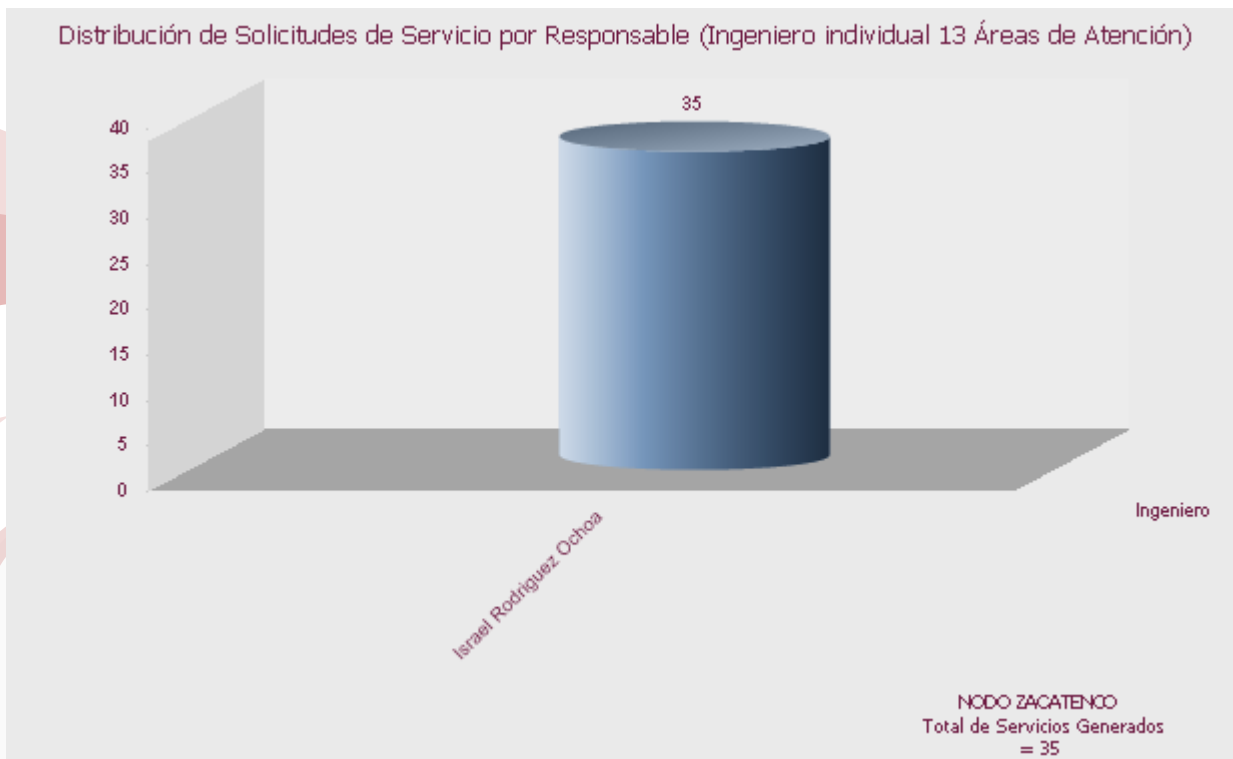 Distribución de Solicitudes de Servicio por Responsable (Ingeniero individual 13 Áreas de Atención)
35
40
35
30
25
20
15
10
5
0
Ingeniero
Israel Rodriguez Ochoa
NODO ZACATENCO
Total de Servicios Generados
= 35